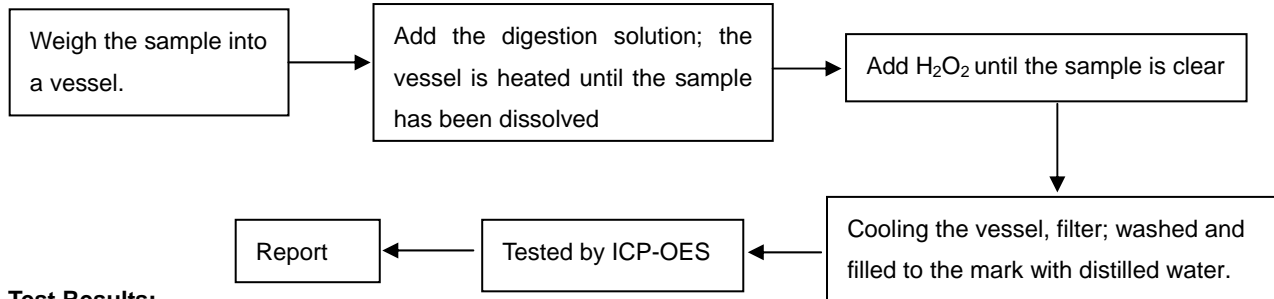 Weigh the sample into
a vessel.
Add the digestion solution; the
vessel is heated until the sample
has been dissolved
Add H₂O₂ until the sample is clear
Cooling the vessel, filter; washed and
filled to the mark with distilled water.
Tested by ICP-OES
Report
Test Results: